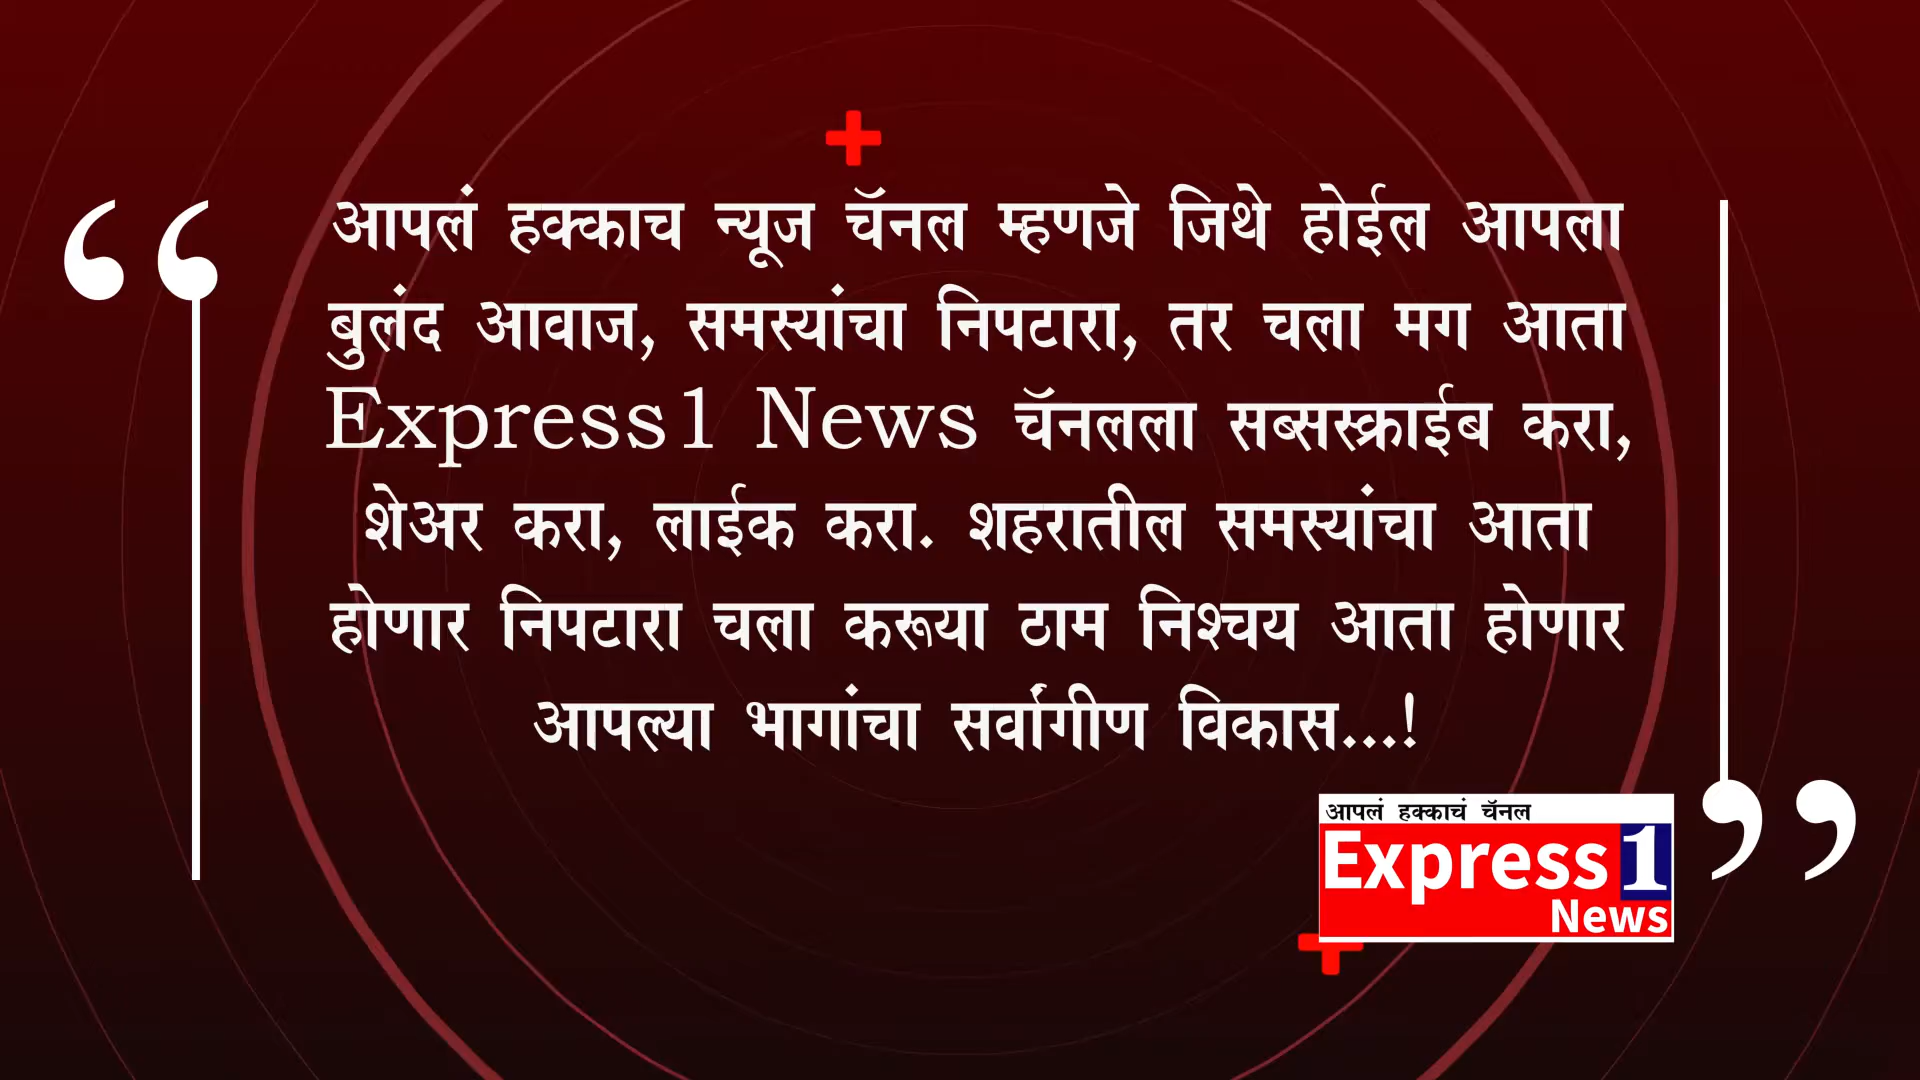 आपलं हक्काच न्यूज चॅनल म्हणजे जिथे होईल आपला
बुलंद आवाज, समस्यांचा निपटारा, तर चला मग आता
Express1 News चॅनलला सब्सस्क्राईब करा,
शेअर करा, लाईक करा. शहरातील समस्यांचा आता
होणार निपटारा चला करूया ठाम निश्चय आता होणार
आपल्या भागांचा सर्वांगीण विकास...!
आपलं हक्काचं चॅनल
Express1
News